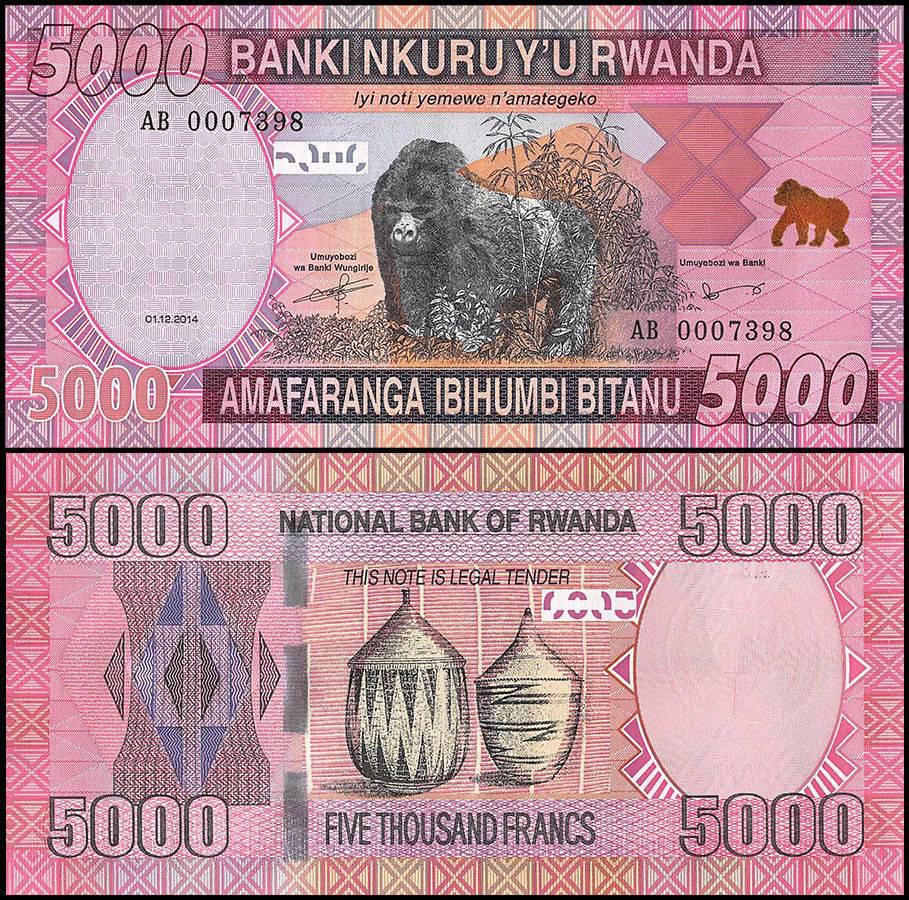 5000
BANKI NKURU Y'U RWANDA
Iyi noti yemewe n'amategeko
AB 0007398
Umuyobozi
wa Banki Wungirije
Umuyobozi wa Banki
01.12.2014
AB 0007398
5000
AMAFARANGA IBIHUMBI BITANU
5000
5000
NATIONAL BANK OF RWANDA
5000
THIS NOTE IS LEGAL TENDER
5000
FIVE THOUSAND FRANCS
5000